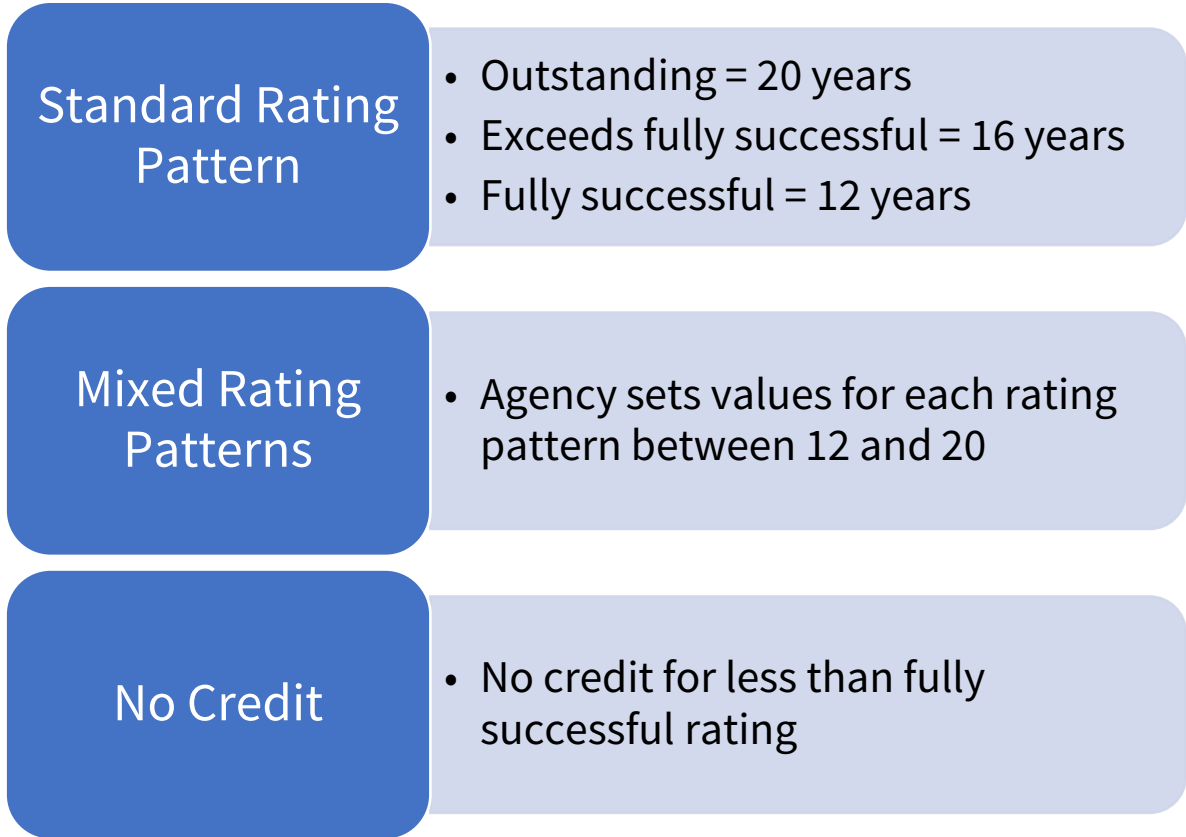 Standard Rating
Pattern
• Outstanding = 20 years
• Exceeds fully successful = 16 years
• Fully successful = 12 years
Mixed Rating
Patterns
• Agency sets values for each rating
pattern between 12 and 20
No Credit
• No credit for less than fully
successful rating